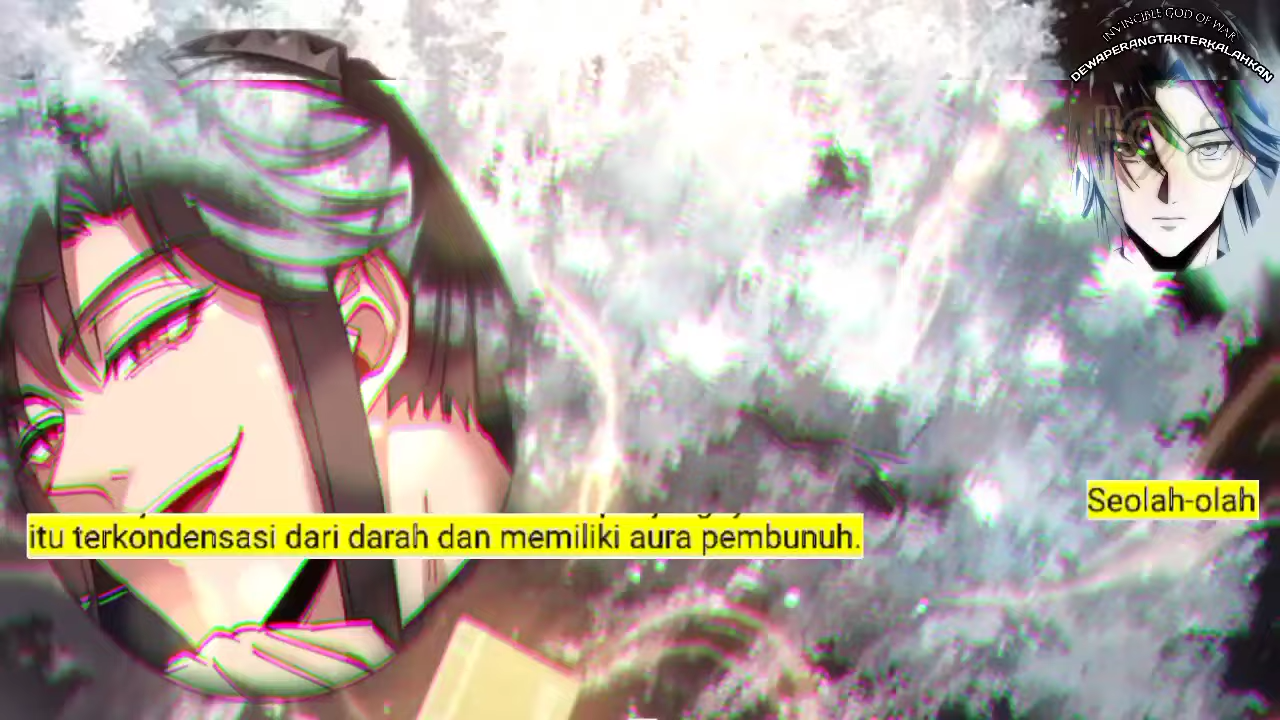 INVINCIBLE GOD OF WAR
DEWAPERANGTAKTERKALAHKAN
Seolah-olah
itu terkondensasi dari darah dan memiliki aura pembunuh.